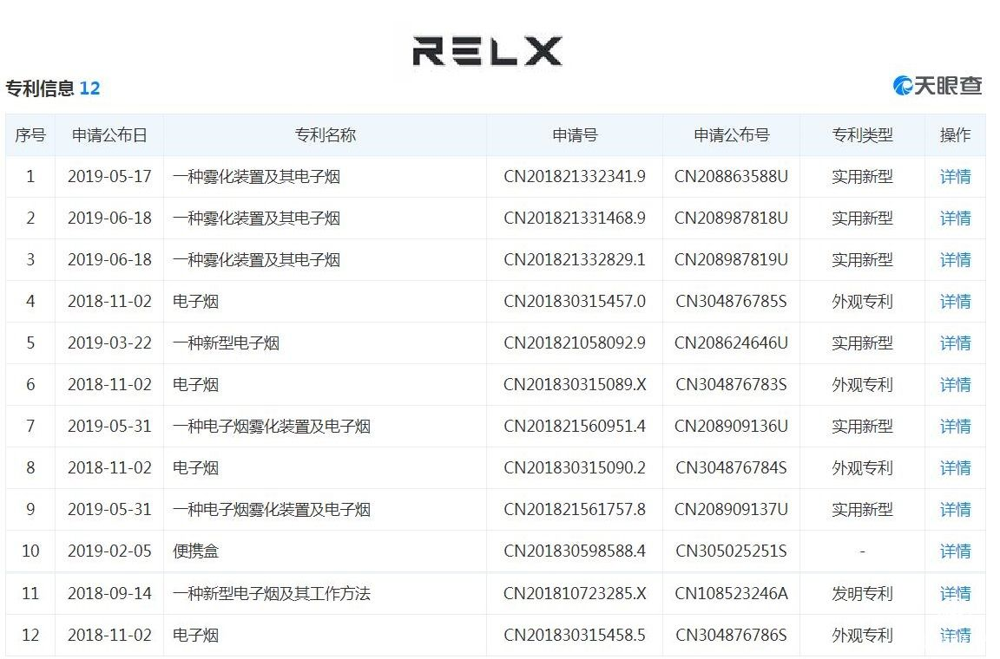 RELX
专利信息 12
天眼查
序号 申请公布日 专利名称 申请号 申请公布号 专利类型 操作
1 2019-05-17 一种雾化装置及其电子烟 CN201821332341.9 CN208863588U 实用新型 详情
2 2019-06-18 一种雾化装置及其电子烟 CN201821331468.9 CN208987818U 实用新型 详情
3 2019-06-18 一种雾化装置及其电子烟 CN201821332829.1 CN208987819U 实用新型 详情
4 2018-11-02 电子烟 CN201830315457.0 CN304876785S 外观专利 详情
5 2019-03-22 一种新型电子烟 CN201821058092.9 CN208624646U 实用新型 详情
6 2018-11-02 电子烟 CN201830315089.X CN304876783S 外观专利 详情
7 2019-05-31 一种电子烟雾化装置及电子烟 CN201821560951.4 CN208909136U 实用新型 详情
8 2018-11-02 电子烟 CN201830315090.2 CN304876784S 外观专利 详情
9 2019-05-31 一种电子烟雾化装置及电子烟 CN201821561757.8 CN208909137U 实用新型 详情
10 2019-02-05 便携盒 CN201830598588.4 CN305025251S - 详情
11 2018-09-14 一种新型电子烟及其工作方法 CN201810723285.X CN108523246A 发明专利 详情
12 2018-11-02 电子烟 CN201830315458.5 CN304876786S 外观专利 详情